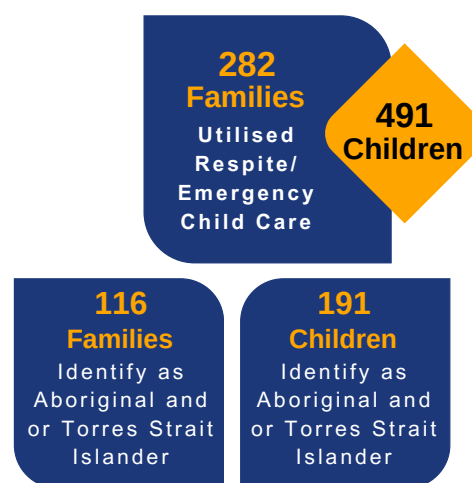 282
Families
Utilised
Respite/
Emergency
Child Care
491
Children
116
Families
Identify as
Aboriginal and
or Torres Strait
Islander
191
Children
Identify as
Aboriginal and
or Torres Strait
Islander